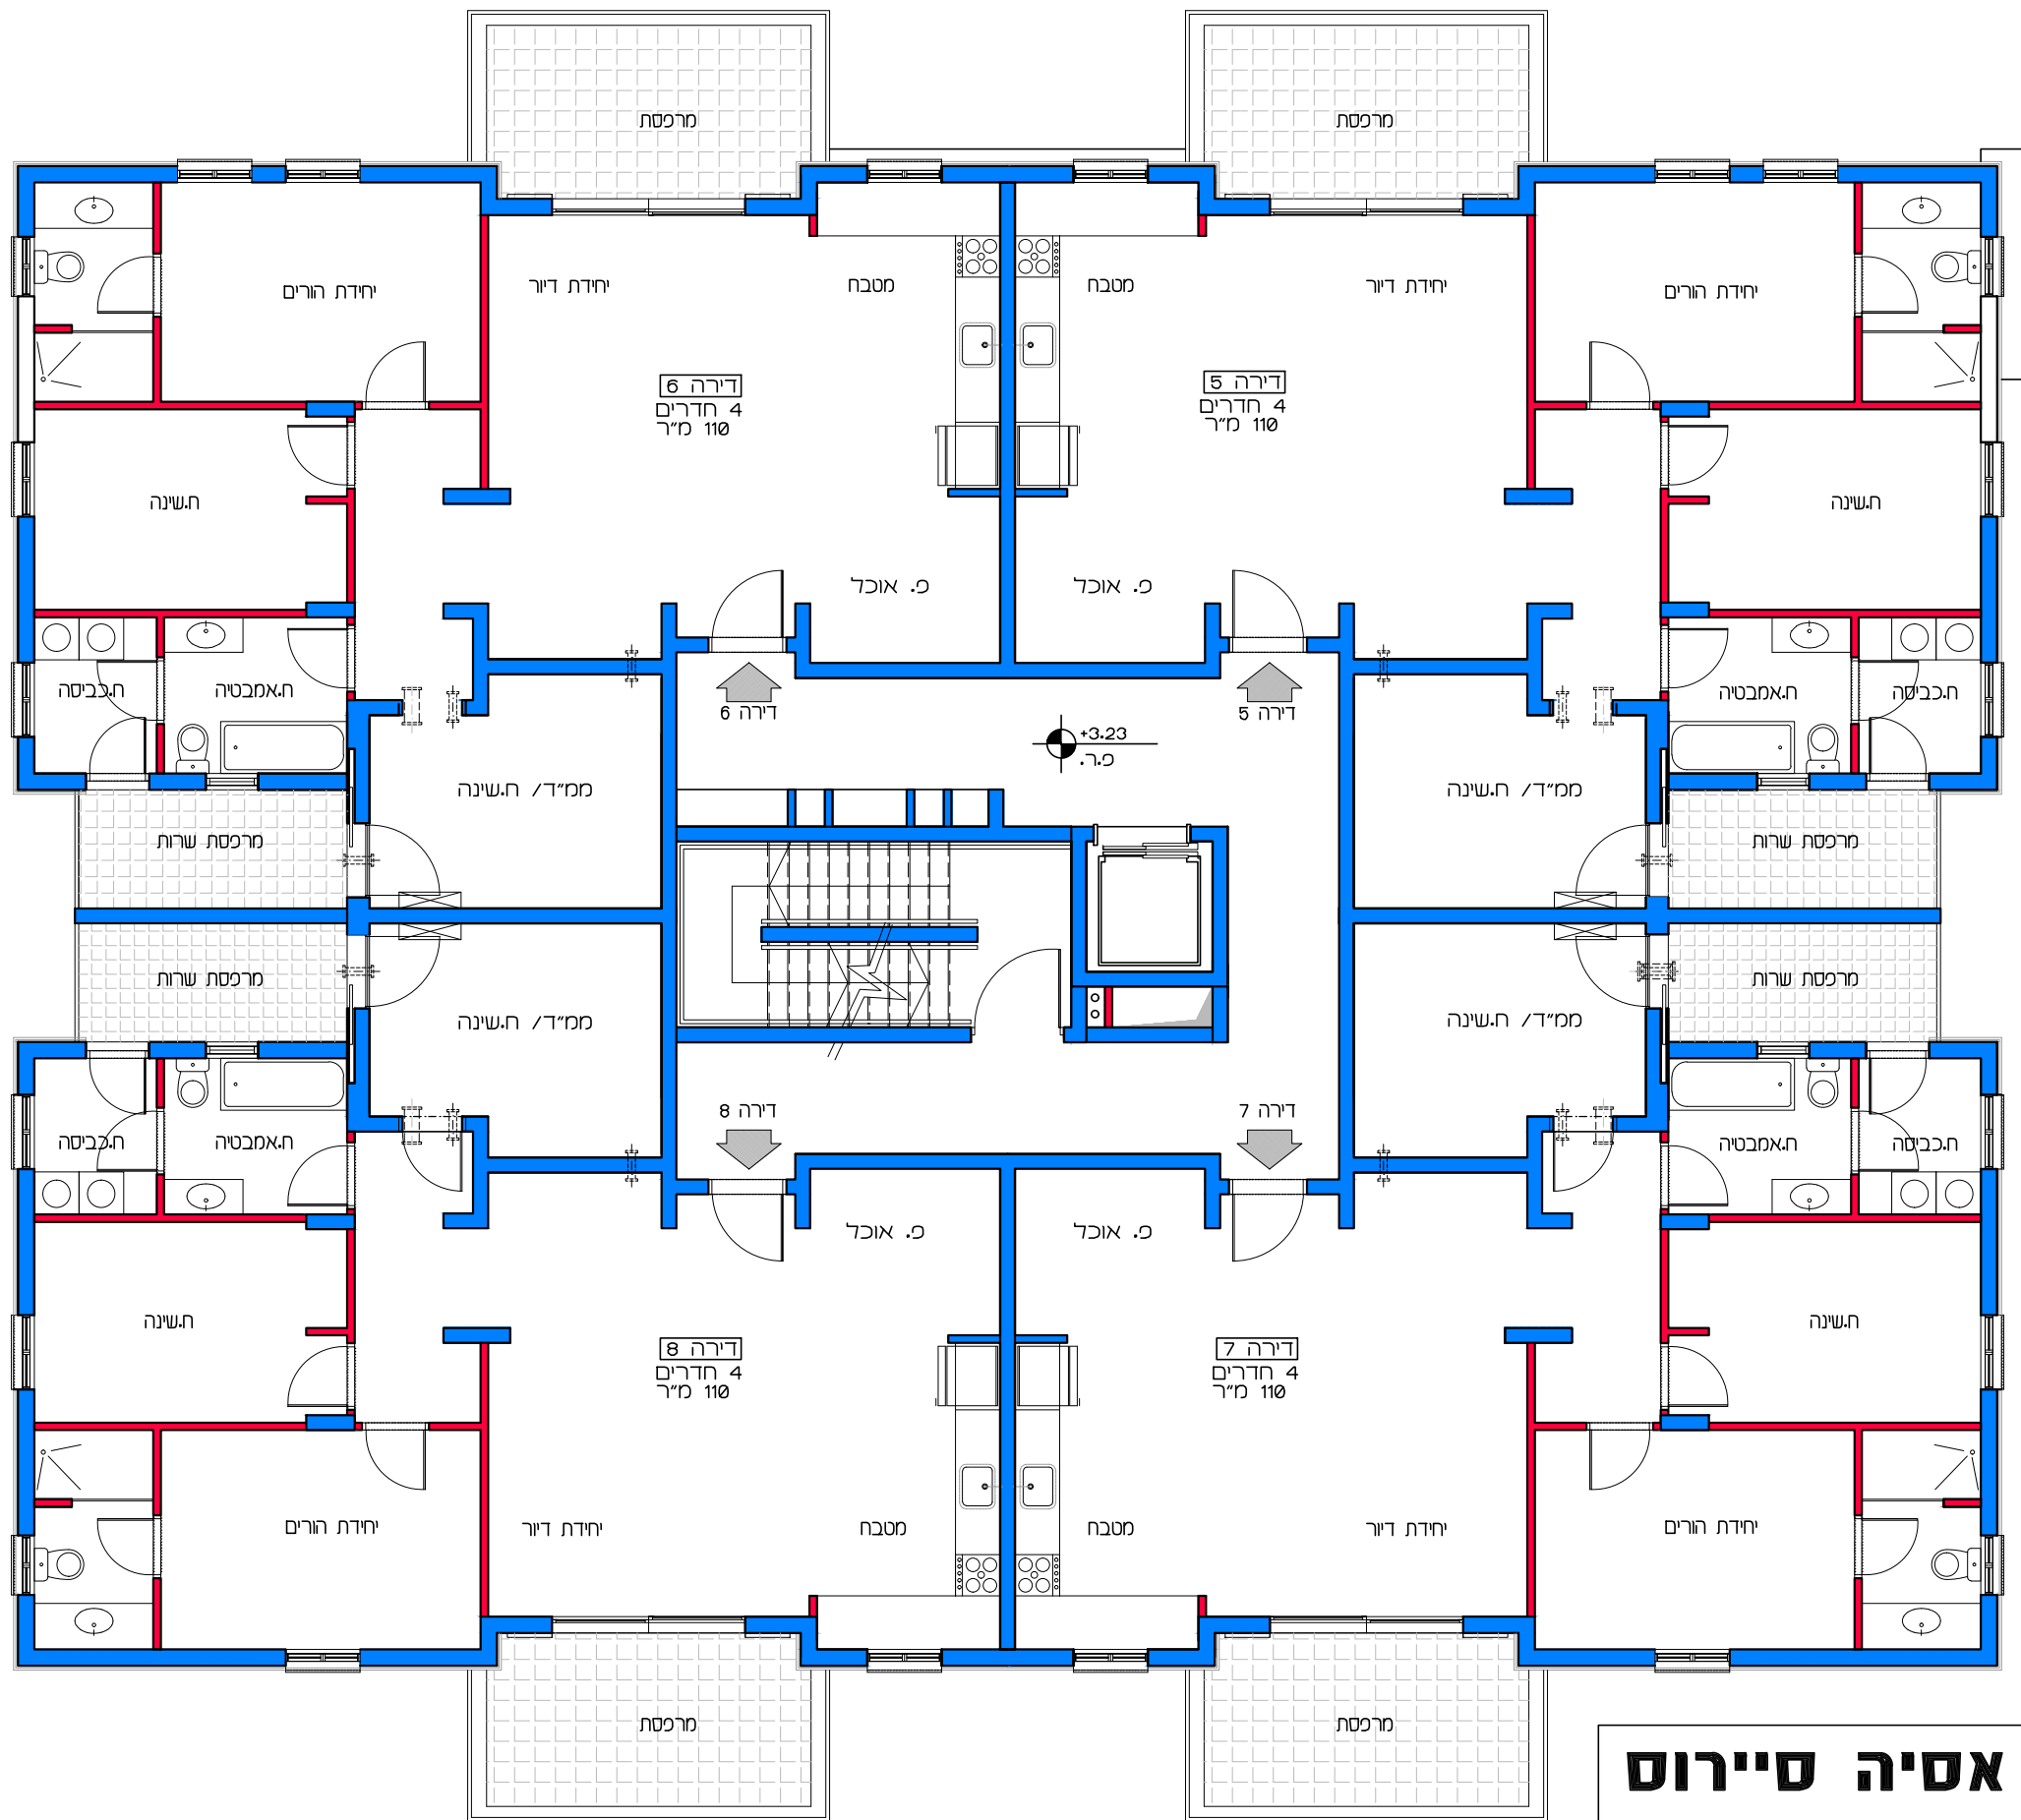 מרפסת
מרפסת
יחידת הורים
יחידת דיור
מטבח
מטבח
יחידת דיור
יחידת הורים
דירה 6
4 חדרים
110 מ"ר
דירה 5
4 חדרים
110 מ"ר
ח.שינה
ח.שינה
פ. אוכל
פ. אוכל
ח.כביסה
ח.אמבטיה
דירה 6
דירה 5
ח.אמבטיה
ח.כביסה
+3.23
פ.ר.
ממ"ד/ ח.שינה
ממ"ד/ ח.שינה
מרפסת שרות
מרפסת שרות
מרפסת שרות
מרפסת שרות
ממ"ד/ ח.שינה
ממ"ד/ ח.שינה
ח.כביסה
ח.אמבטיה
דירה 8
דירה 7
ח.אמבטיה
ח.כביסה
פ. אוכל
פ. אוכל
ח.שינה
ח.שינה
דירה 8
4 חדרים
110 מ"ר
דירה 7
4 חדרים
110 מ"ר
יחידת הורים
יחידת דיור
מטבח
מטבח
יחידת דיור
יחידת הורים
מרפסת
מרפסת
אסיה סיירוס